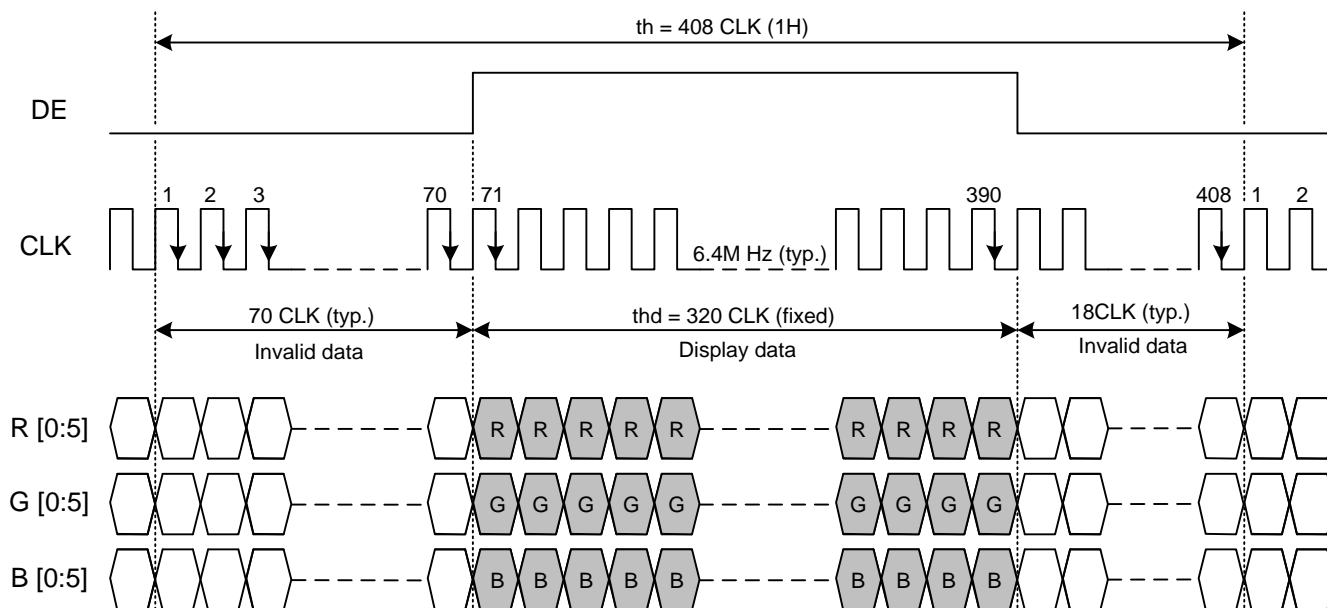 th = 408 CLK (1H)
DE
1 2 3 70 71 390 408 1 2
CLK
6.4M Hz (typ.)
70 CLK (typ.) thd = 320 CLK (fixed) 18CLK (typ.)
Invalid data Display data Invalid data
R [0:5] R R R R R R R R R
G [0:5] G G G G G G G G G
B [0:5] B B B B B B B B B